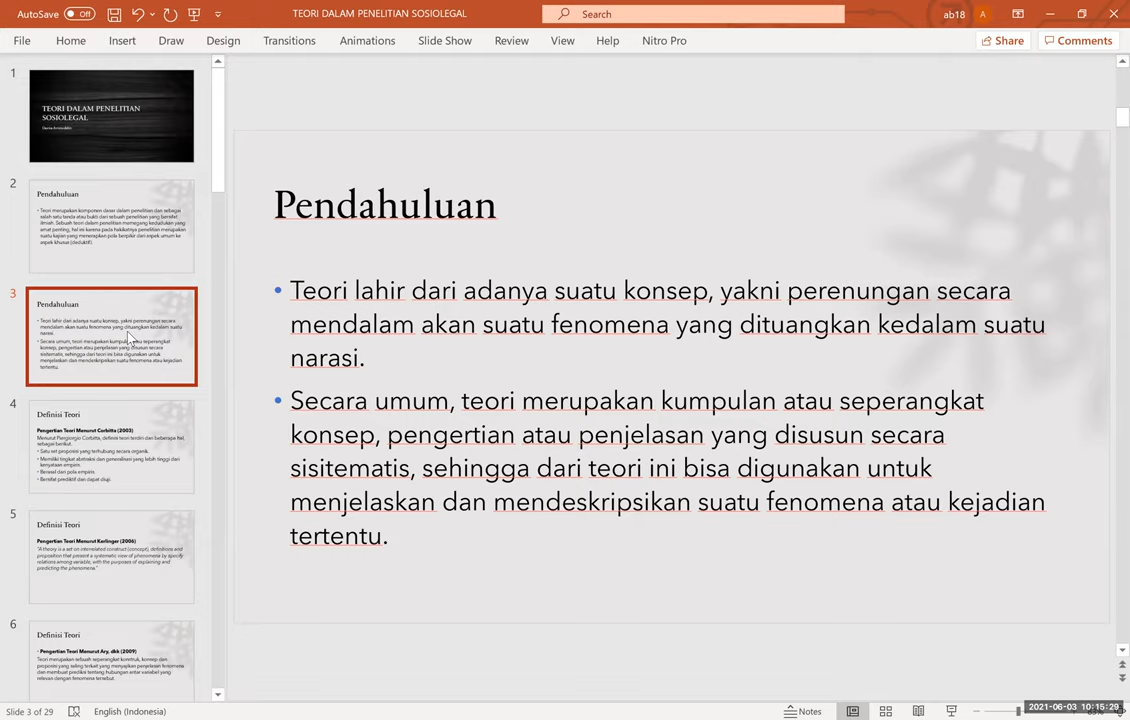 AutoSave Off
TEORI DALAM PENELITIAN SOSIOLEGAL
Search
ab18 A
File Home Insert Draw Design Transitions Animations Slide Show Review View Help Nitro Pro Share Comments
1
TEORI DALAM PENELITIAN
SOSIOLEGAL
2
Pendahuluan
• Teori merupakan komponen dasar dalam penelitian dan sebagai
salah satu tanda atau bukti dari sebuah penelitian yang bersifat
ilmiah. Sebuah teori dalam penelitian memegang kedudukan yang
amat penting, hal ini karena pada hakikatnya penelitian merupakan
suatu kajian yang menerapkan pola berpikir dari aspek umum ke
aspek khusus (deduktif).
3
Pendahuluan
• Teori lahir dari adanya suatu konsep, yakni perenungan secara
mendalam akan suatu fenomena yang dituangkan kedalam suatu
narasi.
• Secara umum, teori merupakan kumpulan atau seperangkat
konsep, pengertian atau penjelasan yang disusun secara
sisitematis, sehingga dari teori ini bisa digunakan untuk
menjelaskan dan mendeskripsikan suatu fenomena atau kejadian
tertentu.
4
Definisi Teori
Pengertian Teori Menurut Corbitta (2003)
Menurut Piergiorgio Corbitta, definisi teori terdiri dari beberapa hal,
sebagai berikut.
• Satu set proposisi yang terhubung secara organik.
• Memiliki tingkat abstraksi dan generalisasi yang lebih tinggi dari
kenyataan empiris.
• Berasal dari pola empiris
• Bersifat prediktif dan dapat diuji.
5
Definisi Teori
Pengertian Teori Menurut Kerlinger (2006)
"A theory is a set on interrelated construct (concept), definitions and
proposition that present a systematic view of phenomena by specify
relations among variable, with the purposes of explaining and
predicting the phenomena."
6
Definisi Teori
• Pengertian Teori Menurut Ary, dkk (2009)
Teori merupakan sebuah seperangkat konstruk, konsep dan
proposisi yang saling terkait yang menyajikan penjelasan fenomena
dan membuat prediksi tentang hubungan antar variabel yang
relevan dengan fenomena tersebut.
Pendahuluan
• Teori lahir dari adanya suatu konsep, yakni perenungan secara
mendalam akan suatu fenomena yang dituangkan kedalam suatu
narasi.
• Secara umum, teori merupakan kumpulan atau seperangkat
konsep, pengertian atau penjelasan yang disusun secara
sisitematis, sehingga dari teori ini bisa digunakan untuk
menjelaskan dan mendeskripsikan suatu fenomena atau kejadian
tertentu.
Slide 3 of 29 English (Indonesia) Notes
2021-06-03 10:15:29